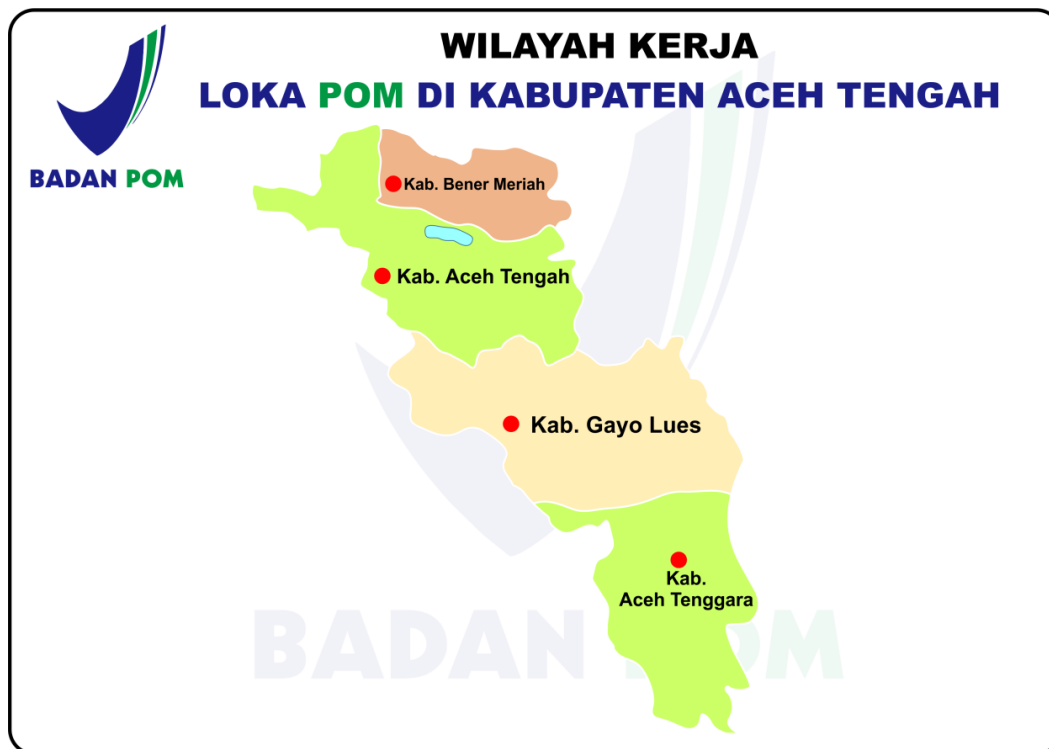 WILAYAH KERJA
LOKA POM DI KABUPATEN ACEH TENGAH
BADAN POM
Kab. Bener Meriah
Kab. Aceh Tengah
Kab. Gayo Lues
Kab.
Aceh Tenggara
BADAN POM